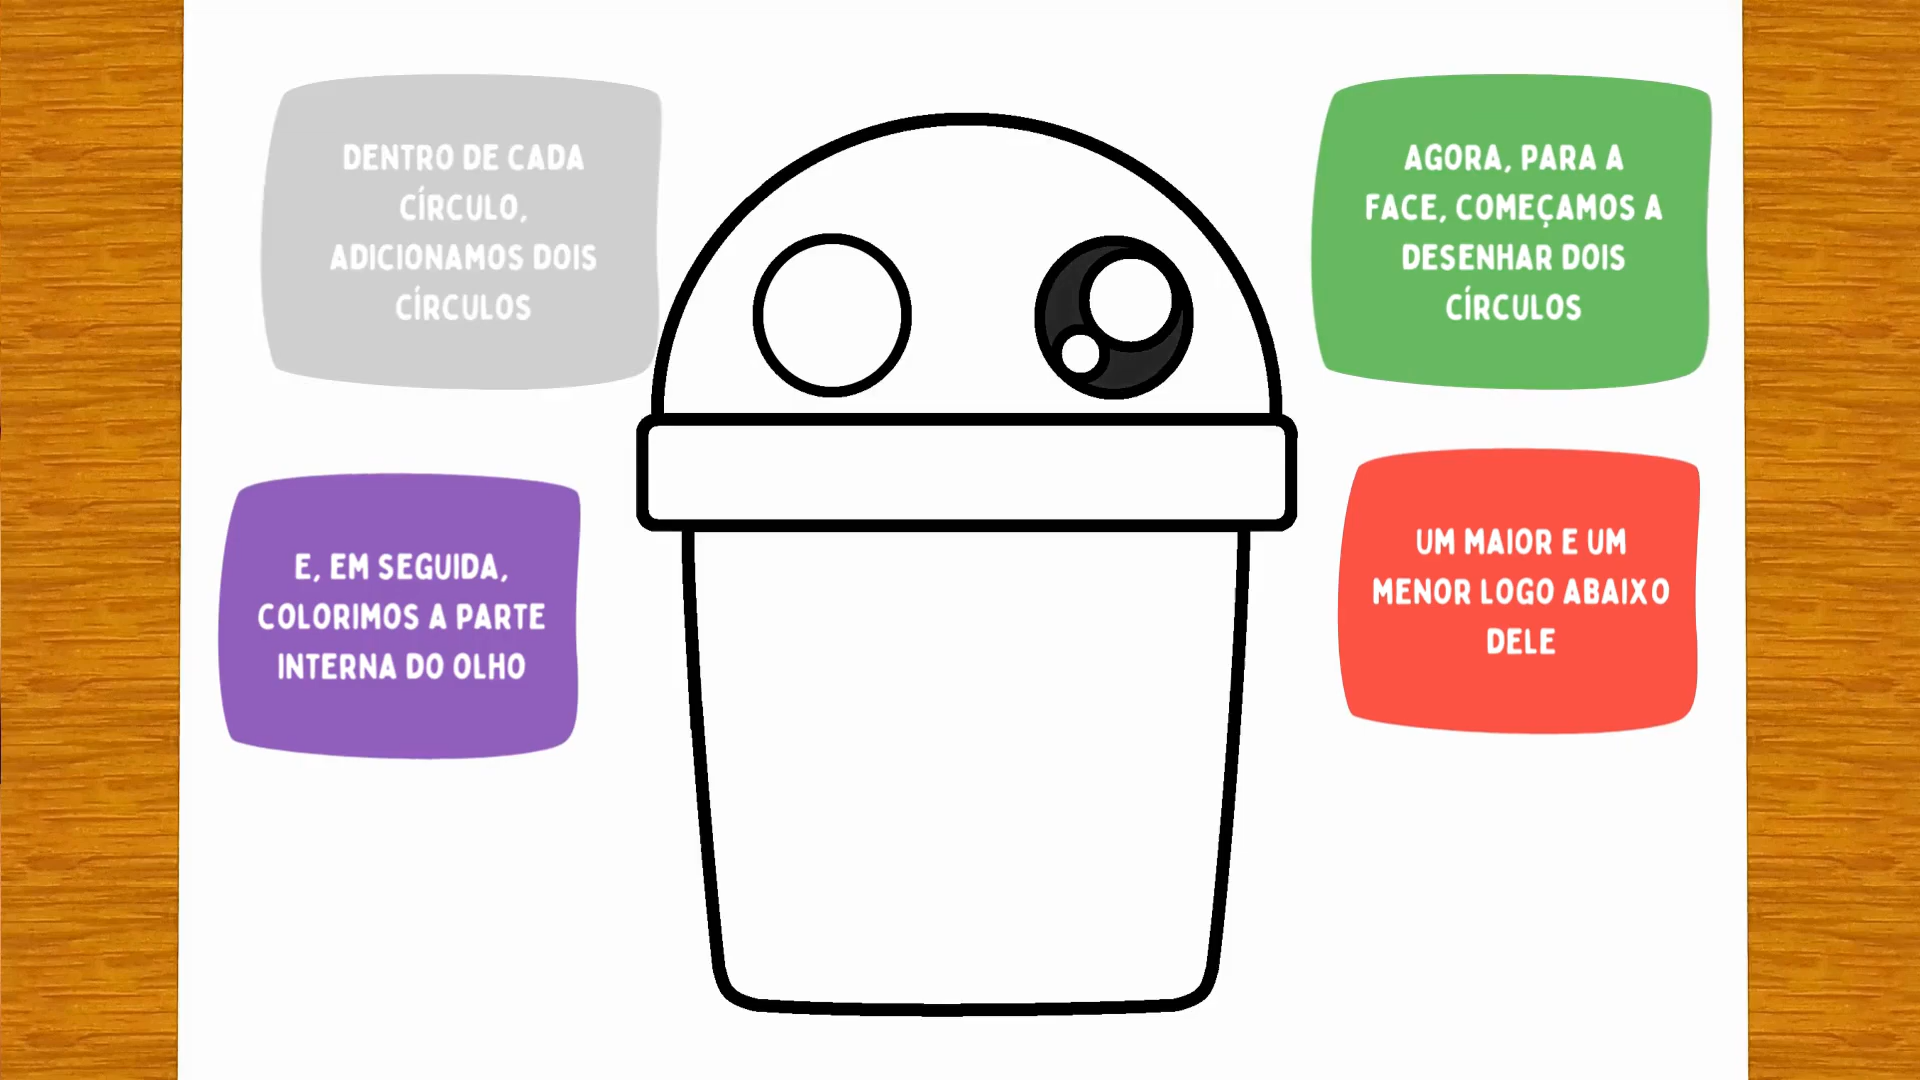 DENTRO DE CADA
CÍRCULO,
ADICIONAMOS DOIS
CÍRCULOS
AGORA, PARA A
FACE, COMEÇAMOS A
DESENHAR DOIS
CÍRCULOS
E, EM SEGUIDA,
COLORIMOS A PARTE
INTERNA DO OLHO
UM MAIOR E UM
MENOR LOGO ABAIXO
DELE